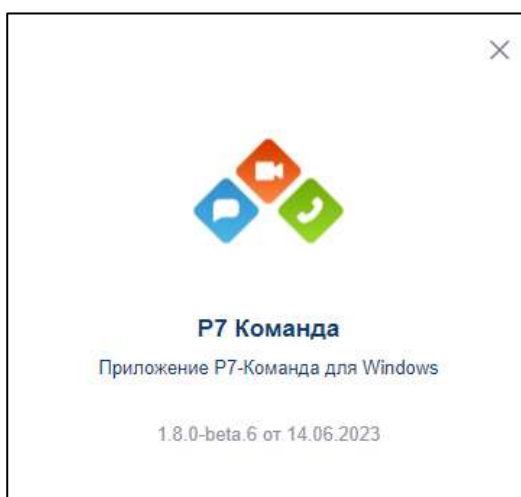 Р7 Команда
Приложение Р7-Команда для Windows
1.8.0-beta.6 от 14.06.2023